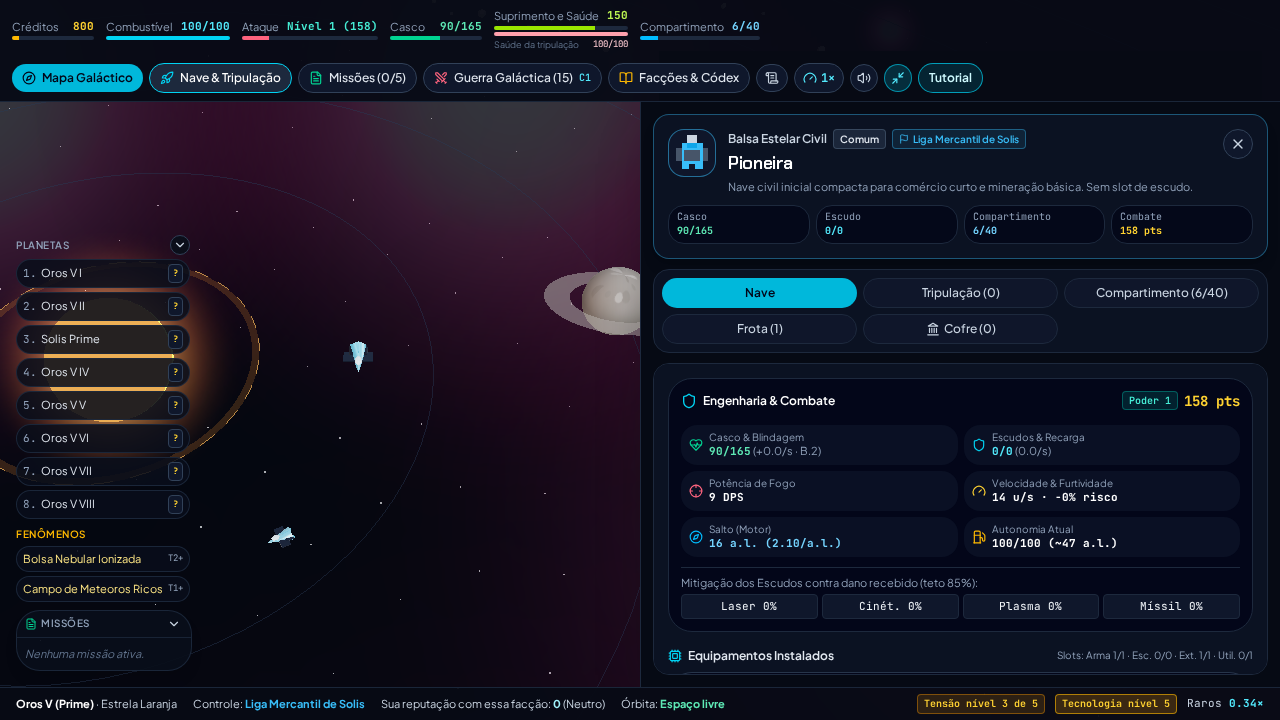 Créditos 800
Combustível 100/100
Ataque Nível 1 (158)
Casco 90/165
Suprimento e Saúde 150
Saúde da tripulação 100/100
Compartimento 6/40
Mapa Galáctico
Nave & Tripulação
Missões (0/5)
Guerra Galáctica (15) C1
Facções & Códex
1×
Tutorial
PLANETAS
1. Oros V I ?
2. Oros V II ?
3. Solis Prime ?
4. Oros V IV ?
5. Oros V V ?
6. Oros V VI ?
7. Oros V VII ?
8. Oros V VIII ?
FENÔMENOS
Bolsa Nebular Ionizada T2+
Campo de Meteoros Ricos T1+
MISSÕES
Nenhuma missão ativa.
Balsa Estelar Civil Comum Liga Mercantil de Solis
Pioneira
Nave civil inicial compacta para comércio curto e mineração básica. Sem slot de escudo.
Casco
90/165
Escudo
0/0
Compartimento
6/40
Combate
158 pts
Nave
Tripulação (0)
Compartimento (6/40)
Frota (1)
Cofre (0)
Engenharia & Combate Poder 1 158 pts
Casco & Blindagem
90/165 (+0.0/s · B.2)
Escudos & Recarga
0/0 (0.0/s)
Potência de Fogo
9 DPS
Velocidade & Furtividade
14 u/s · -0% risco
Salto (Motor)
16 a.l. (2.10/a.l.)
Autonomia Atual
100/100 (~47 a.l.)
Mitigação dos Escudos contra dano recebido (teto 85%):
Laser 0%
Cinét. 0%
Plasma 0%
Míssil 0%
Equipamentos Instalados Slots: Arma 1/1 · Esc. 0/0 · Ext. 1/1 · Util. 0/1
Oros V (Prime) · Estrela Laranja Controle: Liga Mercantil de Solis Sua reputação com essa facção: 0 (Neutro) Órbita: Espaço livre Tensão nível 3 de 5 Tecnologia nível 5 Raros 0.34×